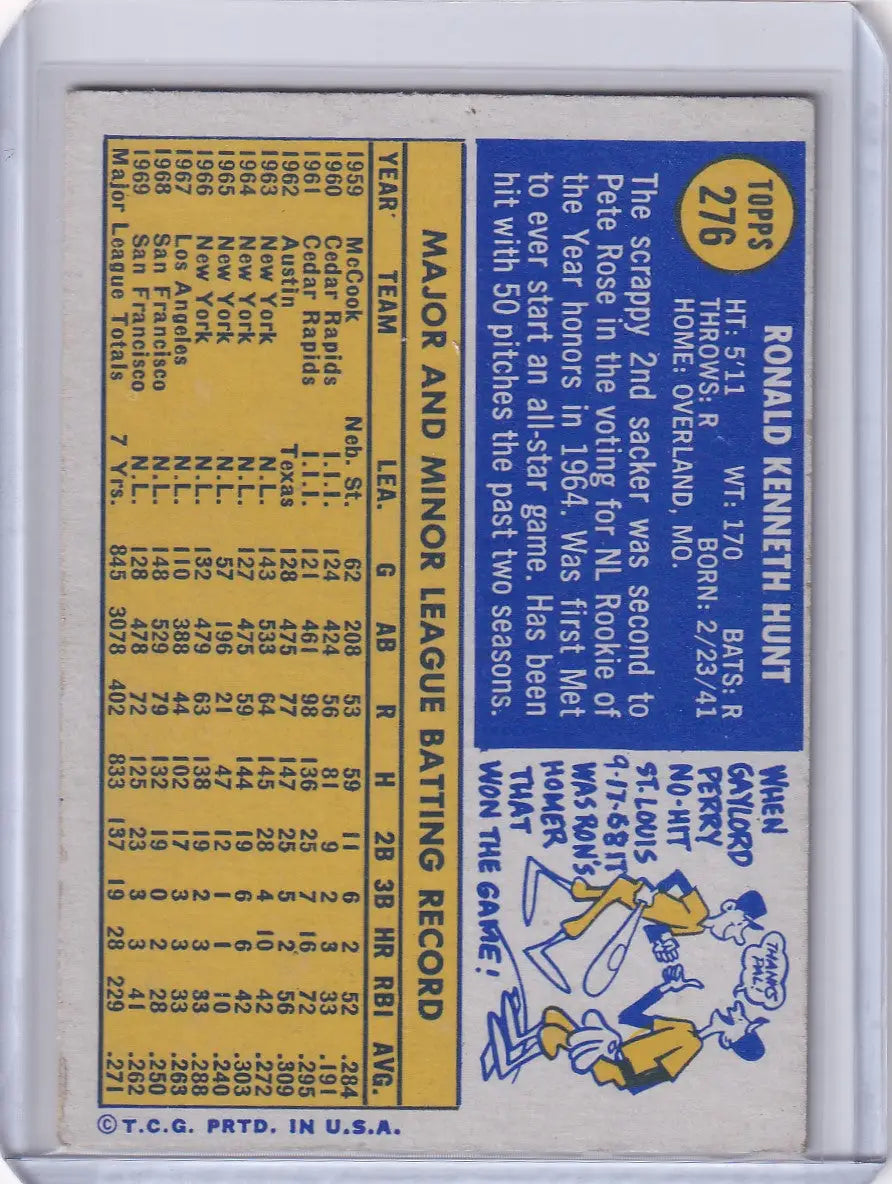 TOPPS
276
RONALD KENNETH HUNT
HT: 5'11 WT: 170 BATS: R
THROWS: R BORN: 2/23/41
HOME: OVERLAND, MO.
The scrappy 2nd sacker was second to
Pete Rose in the voting for NL Rookie of
the Year honors in 1964. Was first Met
to ever start an all-star game. Has been
hit with 50 pitches the past two seasons.
WHEN
GAYLORD
PERRY
NO-HIT
ST. LOUIS
9-17-68 IT
WAS RON'S
HOMER
THAT
WON THE GAME!
THANKS
PAL!
MAJOR AND MINOR LEAGUE BATTING RECORD
YEAR TEAM LEA. G AB R H 2B 3B HR RBI AVG.
1959 McCook Neb. St. 62 208 53 59 11 6 2 52 .284
1960 Cedar Rapids I.I.I. 124 424 56 81 9 2 3 33 .191
1961 Cedar Rapids I.I.I. 121 461 98 136 25 7 16 72 .295
1962 Austin Texas 128 475 77 147 25 5 2 56 .309
1963 New York N.L. 143 533 64 145 28 4 10 42 .272
1964 New York N.L. 127 475 59 144 19 6 6 42 .303
1965 New York N.L. 57 196 21 47 12 1 1 10 .240
1966 New York N.L. 132 479 63 138 19 2 3 33 .288
1967 Los Angeles N.L. 110 388 44 102 17 3 3 33 .263
1968 San Francisco N.L. 148 529 79 132 19 0 2 28 .250
1969 San Francisco N.L. 128 478 72 125 23 3 3 41 .262
Major League Totals 7 Yrs. 845 3078 402 833 137 19 28 229 .271
© T.C.G. PRTD. IN U.S.A.